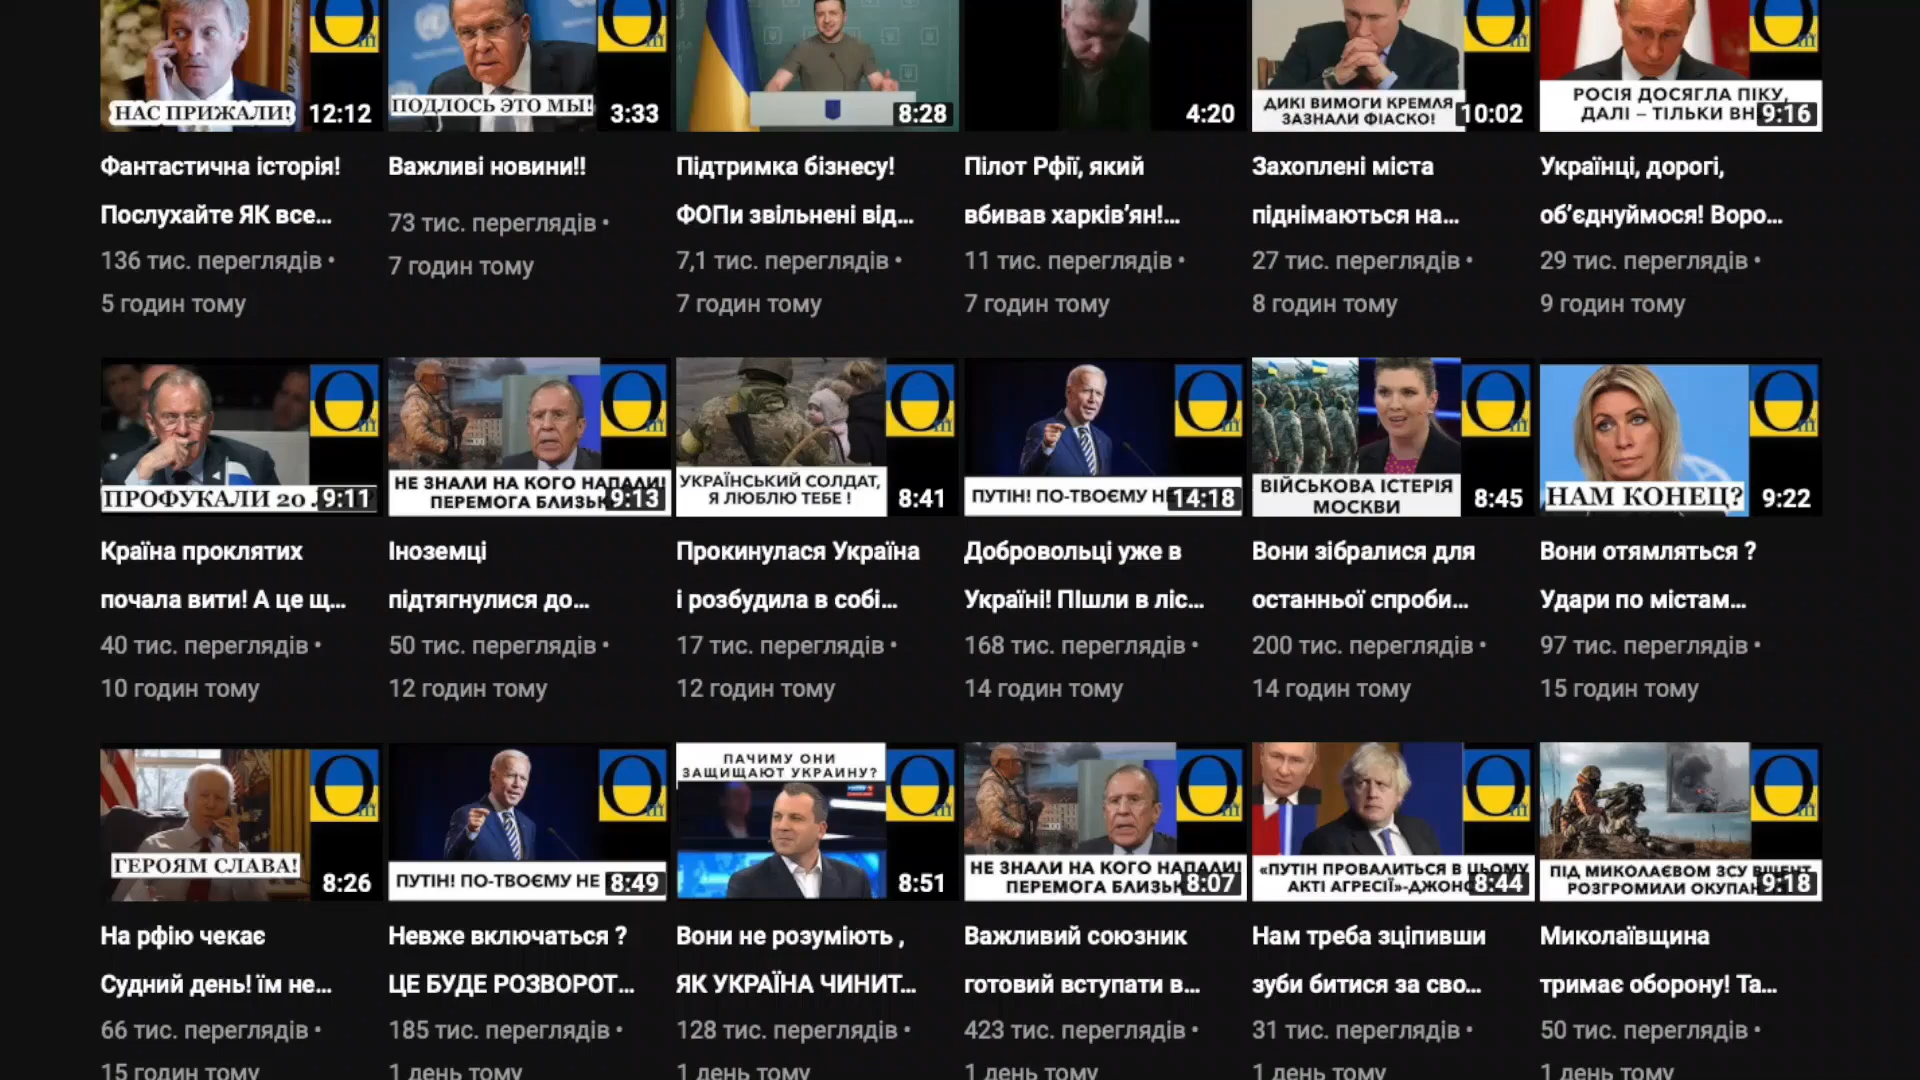 НАС ПРИЖАЛИ!
12:12
ПОДЛОСЬ ЭТО МЫ!
3:33
8:28
4:20
ДИКІ ВИМОГИ КРЕМЛЯ
ЗАЗНАЛИ ФІАСКО!
10:02
РОСІЯ ДОСЯГЛА ПІКУ,
ДАЛІ – ТІЛЬКИ ВН
9:16
Фантастична історія!
Послухайте ЯК все...
136 тис. переглядів •
5 годин тому
Важливі новини!!
73 тис. переглядів •
7 годин тому
Підтримка бізнесу!
ФОПи звільнені від...
7,1 тис. переглядів •
7 годин тому
Пілот Рфії, який
вбивав харків’ян!...
11 тис. переглядів •
7 годин тому
Захоплені міста
піднімаються на...
27 тис. переглядів •
8 годин тому
Українці, дорогі,
об’єднуймося! Воро...
29 тис. переглядів •
9 годин тому
ПРОФУКАЛИ 20
9:11
НЕ ЗНАЛИ НА КОГО НАПАЛИ!
ПЕРЕМОГА БЛИЗЬК
9:13
УКРАЇНСЬКИЙ СОЛДАТ,
Я ЛЮБЛЮ ТЕБЕ !
8:41
ПУТІН! ПО-ТВОЄМУ НЕ
14:18
ВІЙСЬКОВА ІСТЕРІЯ
МОСКВИ
8:45
НАМ КОНЕЦ?
9:22
Країна проклятих
почала вити! А це щ...
40 тис. переглядів •
10 годин тому
Іноземці
підтягнулися до...
50 тис. переглядів •
12 годин тому
Прокинулася Україна
і розбудила в собі...
17 тис. переглядів •
12 годин тому
Добровольці уже в
Україні! ПІшли в ліс...
168 тис. переглядів •
14 годин тому
Вони зібралися для
останньої спроби...
200 тис. переглядів •
14 годин тому
Вони отямляться ?
Удари по містам...
97 тис. переглядів •
15 годин тому
ГЕРОЯМ СЛАВА!
8:26
ПУТІН! ПО-ТВОЄМУ НЕ
8:49
ПАЧИМУ ОНИ
ЗАЩИЩАЮТ УКРАИНУ?
8:51
НЕ ЗНАЛИ НА КОГО НАПАДИ!
ПЕРЕМОГА БЛИЗЬК
8:07
«ПУТІН ПРОВАЛИТЬСЯ В ЦЬОМУ
АКТІ АГРЕСІЇ»-ДЖОНС
8:44
ПІД МИКОЛАЄВОМ ЗСУ ВЩЕНТ
РОЗГРОМИЛИ ОКУПАН
9:18
На рфію чекає
Судний день! їм не...
66 тис. переглядів •
15 годин тому
Невже включаться ?
ЦЕ БУДЕ РОЗВОРОТ...
185 тис. переглядів •
1 день тому
Вони не розуміють ,
ЯК УКРАЇНА ЧИНИТ...
128 тис. переглядів •
1 день тому
Важливий союзник
готовий вступати в...
423 тис. переглядів •
1 день тому
Нам треба зціпивши
зуби битися за сво...
31 тис. переглядів •
1 день тому
Миколаївщина
тримає оборону! Та...
50 тис. переглядів •
1 день тому